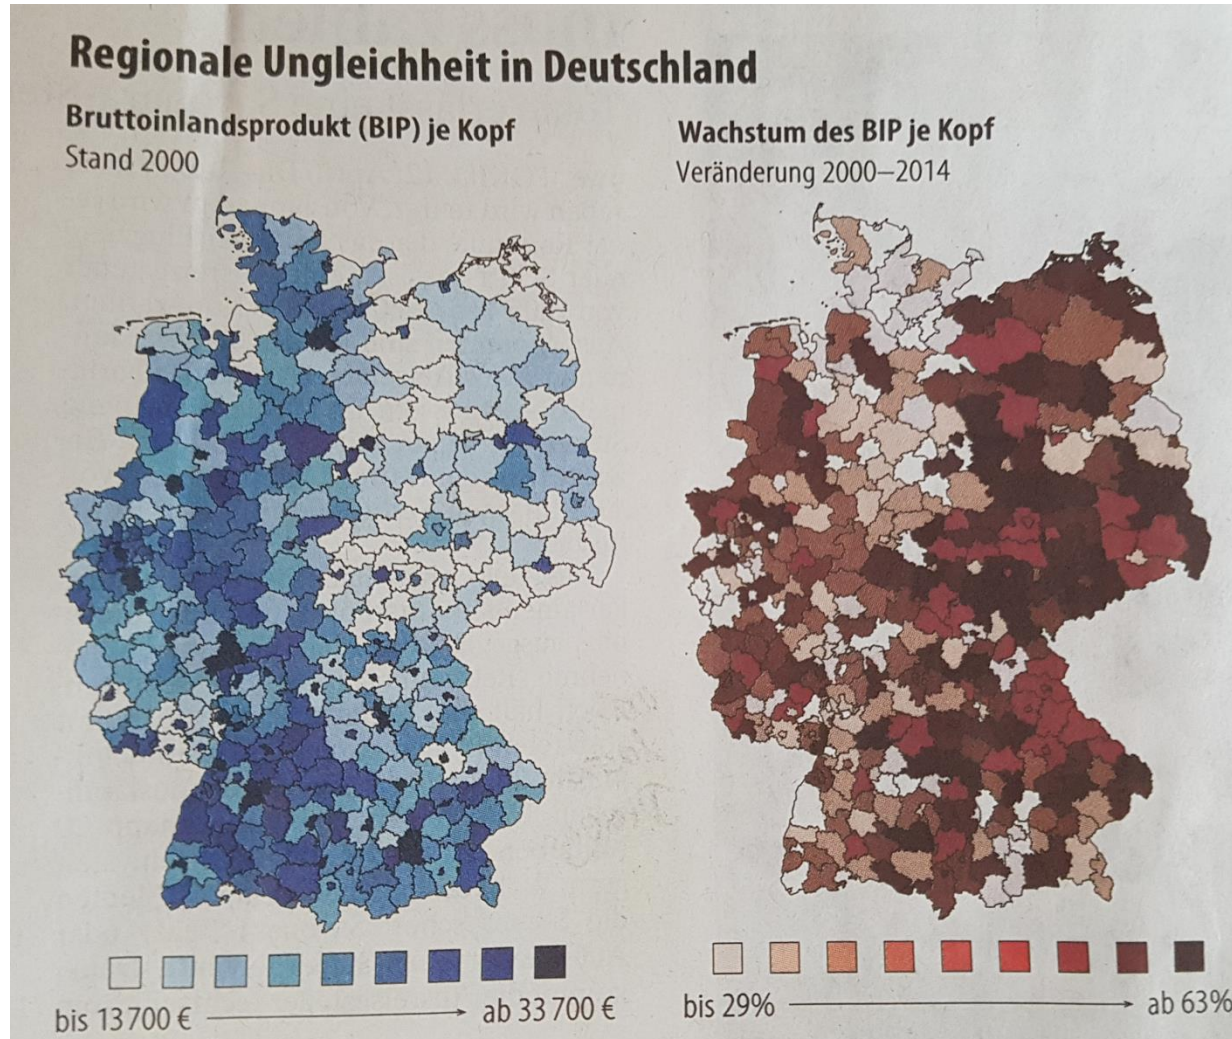 Regionale Ungleichheit in Deutschland
Bruttoinlandsprodukt (BIP) je Kopf
Stand 2000
Wachstum des BIP je Kopf
Veränderung 2000–2014
bis 13 700 €
ab 33 700 €
bis 29%
ab 63%